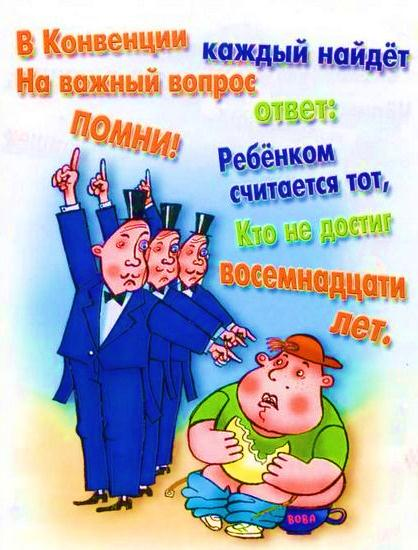 В Конвенции каждый найдёт
На важный вопрос
ответ:
ПОМНИ!
Ребёнком
считается тот,
Кто не достиг
восемнадцати
лет.
ВОВА